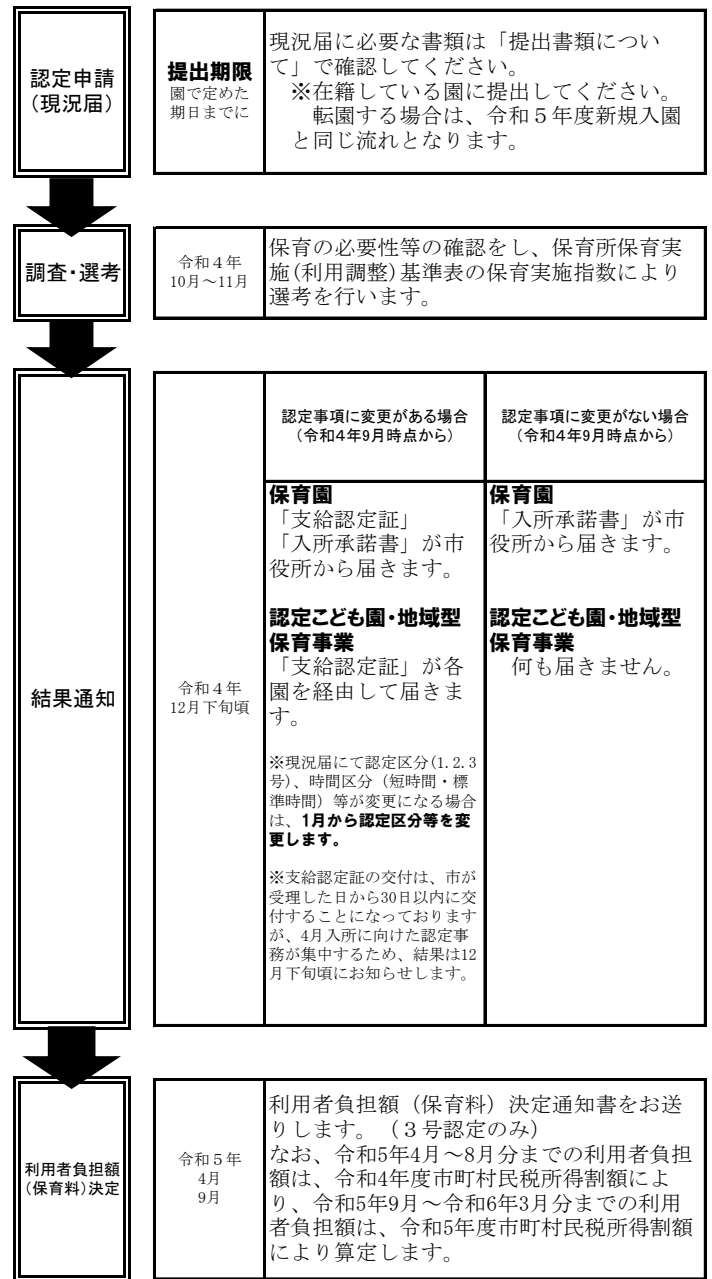 認定申請
(現況届)
提出期限
園で定めた
期日までに
現況届に必要な書類は「提出書類につい
て」で確認してください。
※在籍している園に提出してください。
転園する場合は、令和５年度新規入園
と同じ流れとなります。
調査・選考
令和４年
10月～11月
保育の必要性等の確認をし、保育所保育実
施(利用調整)基準表の保育実施指数により
選考を行います。
結果通知
令和４年
12月下旬頃
認定事項に変更がある場合
(令和4年9月時点から)
保育園
「支給認定証」
「入所承諾書」が市
役所から届きます。
認定こども園・地域型
保育事業
「支給認定証」が各
園を経由して届きま
す。
※現況届にて認定区分(1.2.3
号)、時間区分（短時間・標
準時間）等が変更になる場合
は、1月から認定区分等を変
更します。
※支給認定証の交付は、市が
受理した日から30日以内に交
付することになっております
が、4月入所に向けた認定事
務が集中するため、結果は12
月下旬頃にお知らせします。
認定事項に変更がない場合
(令和4年9月時点から)
保育園
「入所承諾書」が市
役所から届きます。
認定こども園・地域型
保育事業
何も届きません。
利用者負担額
(保育料)決定
令和５年
4月
9月
利用者負担額（保育料）決定通知書をお送
りします。（３号認定のみ）
なお、令和5年4月～8月分までの利用者負担
額は、令和4年度市町村民税所得割額によ
り、令和5年9月～令和6年3月分までの利用
者負担額は、令和5年度市町村民税所得割額
により算定します。